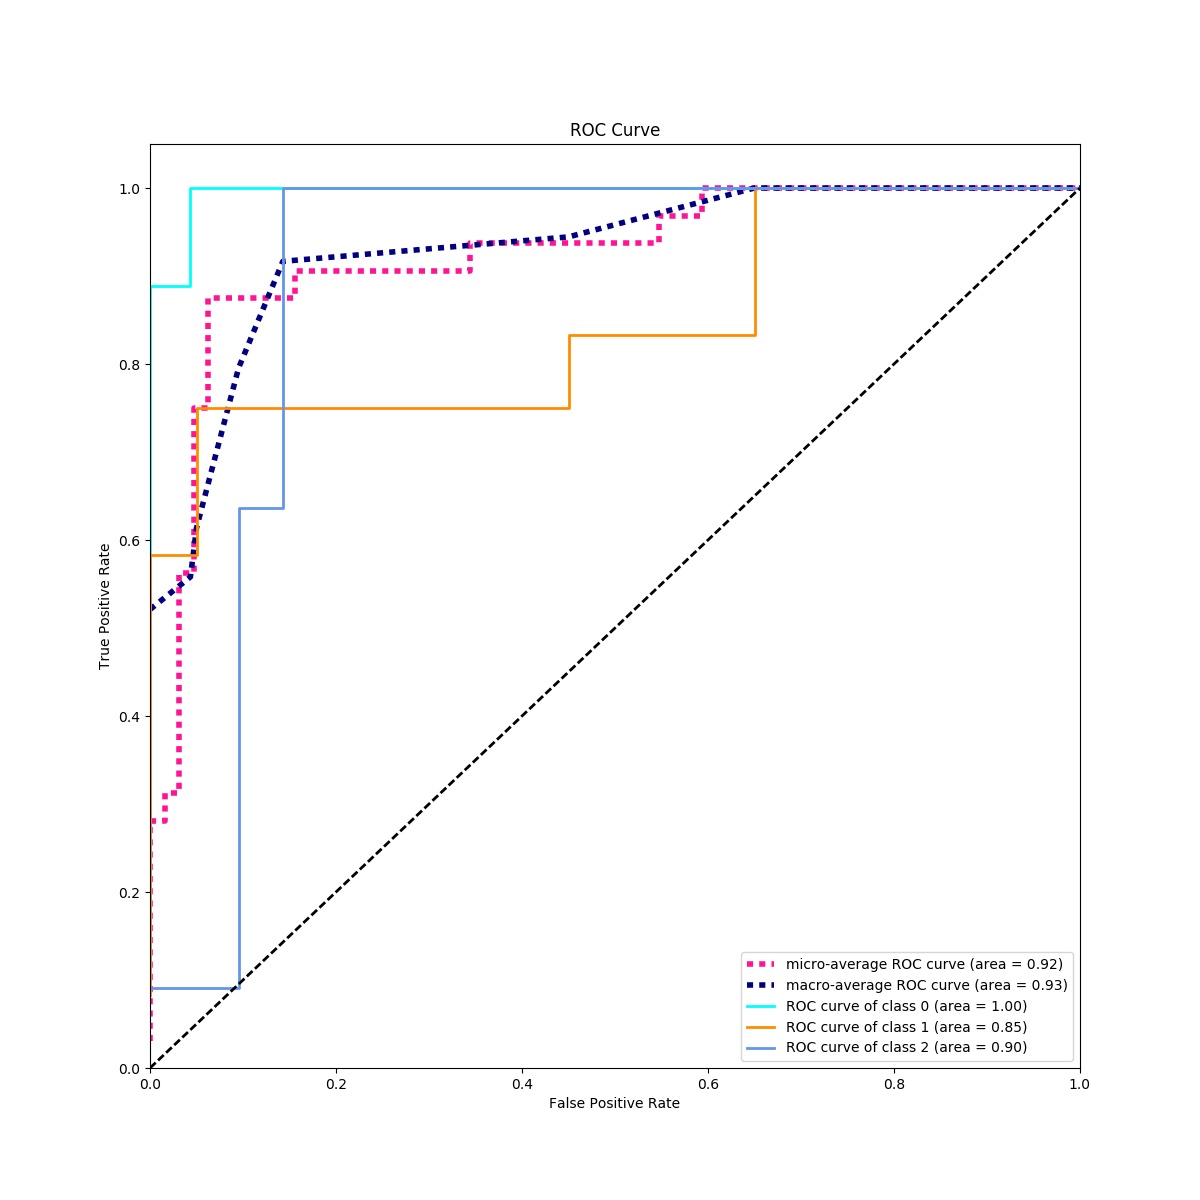 ROC Curve
1.0
0.8
0.6
0.4
0.2
0.0
True Positive Rate
0.0 0.2 0.4 0.6 0.8 1.0
False Positive Rate
micro-average ROC curve (area = 0.92)
macro-average ROC curve (area = 0.93)
ROC curve of class 0 (area = 1.00)
ROC curve of class 1 (area = 0.85)
ROC curve of class 2 (area = 0.90)